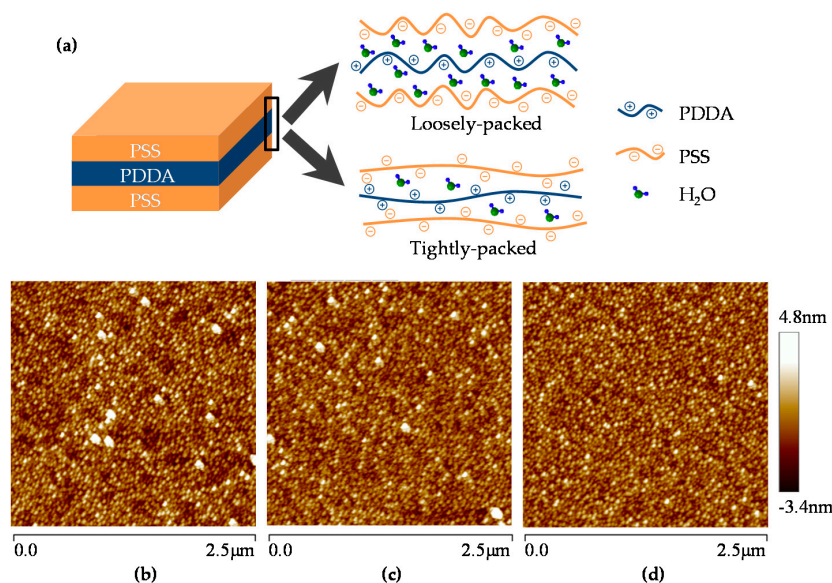 (a)
PSS
PDDA
PSS
Loosely-packed
Tightly-packed
PDDA
PSS
H₂O
4.8nm
-3.4nm
0.0 2.5μm
0.0 2.5μm
0.0 2.5μm
(b) (c) (d)